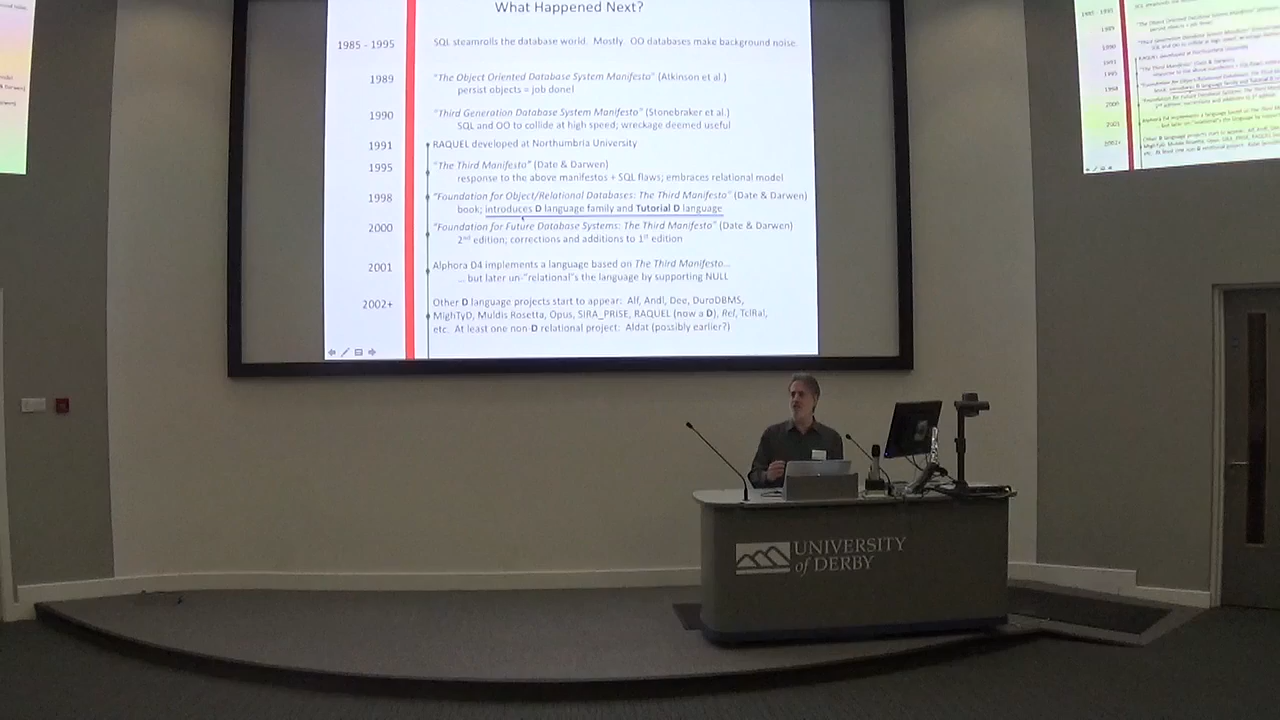 What Happened Next?
1985 - 1995 SQL steamrolls the database world. Mostly. OO databases make background noise.
1989 "The Object Oriented Database System Manifesto" (Atkinson et al.)
persist objects = job done!
1990 "Third Generation Database System Manifesto" (Stonebraker et al.)
SQL and OO to collide at high speed; wreckage deemed useful
1991 RAQUEL developed at Northumbria University
1995 "The Third Manifesto" (Date & Darwen)
response to the above manifestos + SQL flaws; embraces relational model
1998 "Foundation for Object/Relational Databases: The Third Manifesto" (Date & Darwen)
book; introduces D language family and Tutorial D language
2000 "Foundation for Future Database Systems: The Third Manifesto" (Date & Darwen)
2nd edition; corrections and additions to 1st edition
2001 Alphora D4 implements a language based on The Third Manifesto...
... but later un-"relational"s the language by supporting NULL
2002+ Other D language projects start to appear: Alf, Andl, Dee, DuroDBMS,
MighTyD, Muldis Rosetta, Opus, SIRA_PRISE, RAQUEL (now a D), Rel, TclRal,
etc. At least one non-D relational project: Aldat (possibly earlier?)
UNIVERSITY
of DERBY